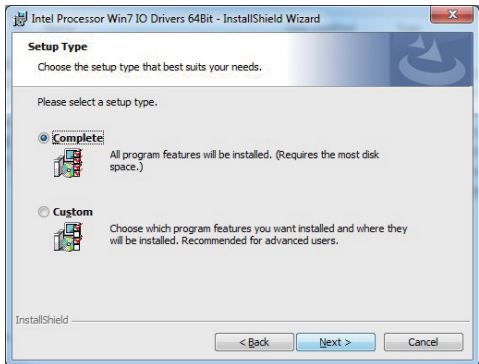 Intel Processor Win7 IO Drivers 64Bit - InstallShield Wizard
Setup Type
Choose the setup type that best suits your needs.
Please select a setup type.
Complete
All program features will be installed. (Requires the most disk
space.)
Custom
Choose which program features you want installed and where they
will be installed. Recommended for advanced users.
InstallShield
< Back Next > Cancel